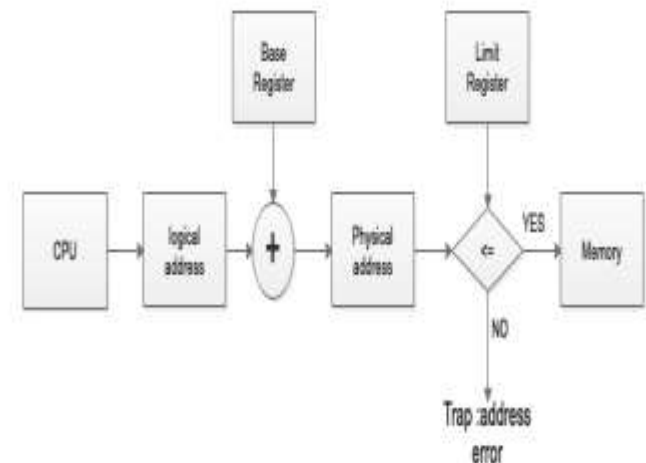 Base
Register
Limit
Register
CPU
logical
address
+
Physical
address
<=
YES
Memory
NO
Trap :address
error